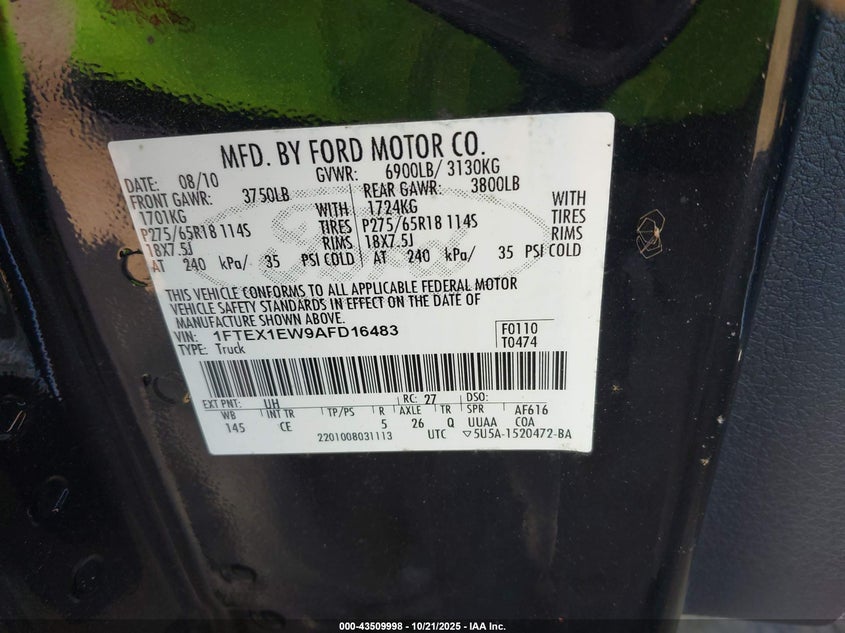 MFD. BY FORD MOTOR CO.
DATE: 08/10 GVWR: 6900LB/ 3130KG
FRONT GAWR: 3750LB REAR GAWR: 3800LB
1701KG WITH 1724KG WITH
P275/65R18 114S TIRES P275/65R18 114S TIRES
18X7.5J RIMS 18X7.5J RIMS
AT 240 kPa/ 35 PSI COLD AT 240 kPa/ 35 PSI COLD
THIS VEHICLE CONFORMS TO ALL APPLICABLE FEDERAL MOTOR
VEHICLE SAFETY STANDARDS IN EFFECT ON THE DATE OF
MANUFACTURE SHOWN ABOVE.
VIN: 1FTEX1EW9AFD16483 F0110
TYPE: Truck T0474
EXT PNT: UH RC: 27 DSO:
WB INT TR TP/PS R AXLE TR SPR AF616
145 CE 5 26 Q UUAA COA
2201008031113 UTC ▽5U5A-1520472-BA
000-43509998 - 10/21/2025 - IAA Inc.